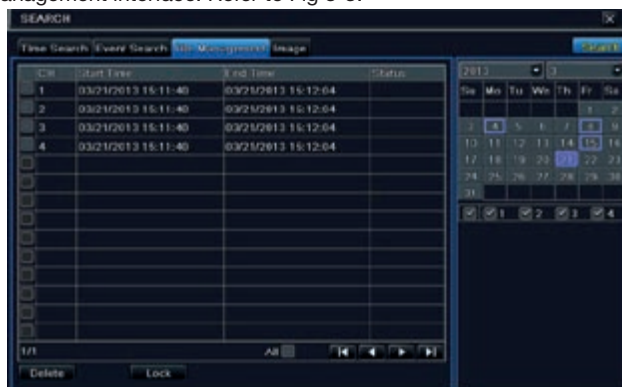 anagement interface. Refer to Fig
SEARCH
Time Search Event Search File Management Image Search
CH Start Time End Time Status
1 03/21/2013 15:11:40 03/21/2013 15:12:04
2 03/21/2013 15:11:40 03/21/2013 15:12:04
3 03/21/2013 15:11:40 03/21/2013 15:12:04
4 03/21/2013 15:11:40 03/21/2013 15:12:04
1/1 All
Delete Lock
2013 3
Su Mo Tu We Th Fr Sa
1 2
3 4 5 6 7 8 9
10 11 12 13 14 15 16
17 18 19 20 21 22 23
24 25 26 27 28 29 30
31
1 2 3 4